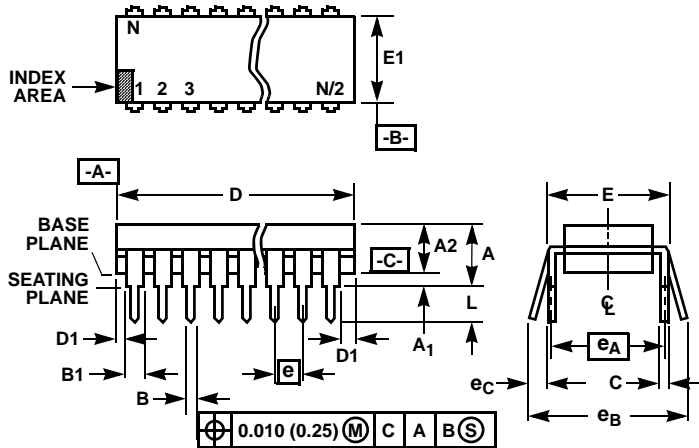 N
E1
INDEX
AREA
1 2 3 N/2
-B-
-A-
D
E
BASE
PLANE
A2
A
-C-
SEATING
PLANE
L
℄
D1
A1
D1
eA
B1
e
eC
C
B
eB
⌖ 0.010 (0.25) Ⓜ C A B Ⓢ